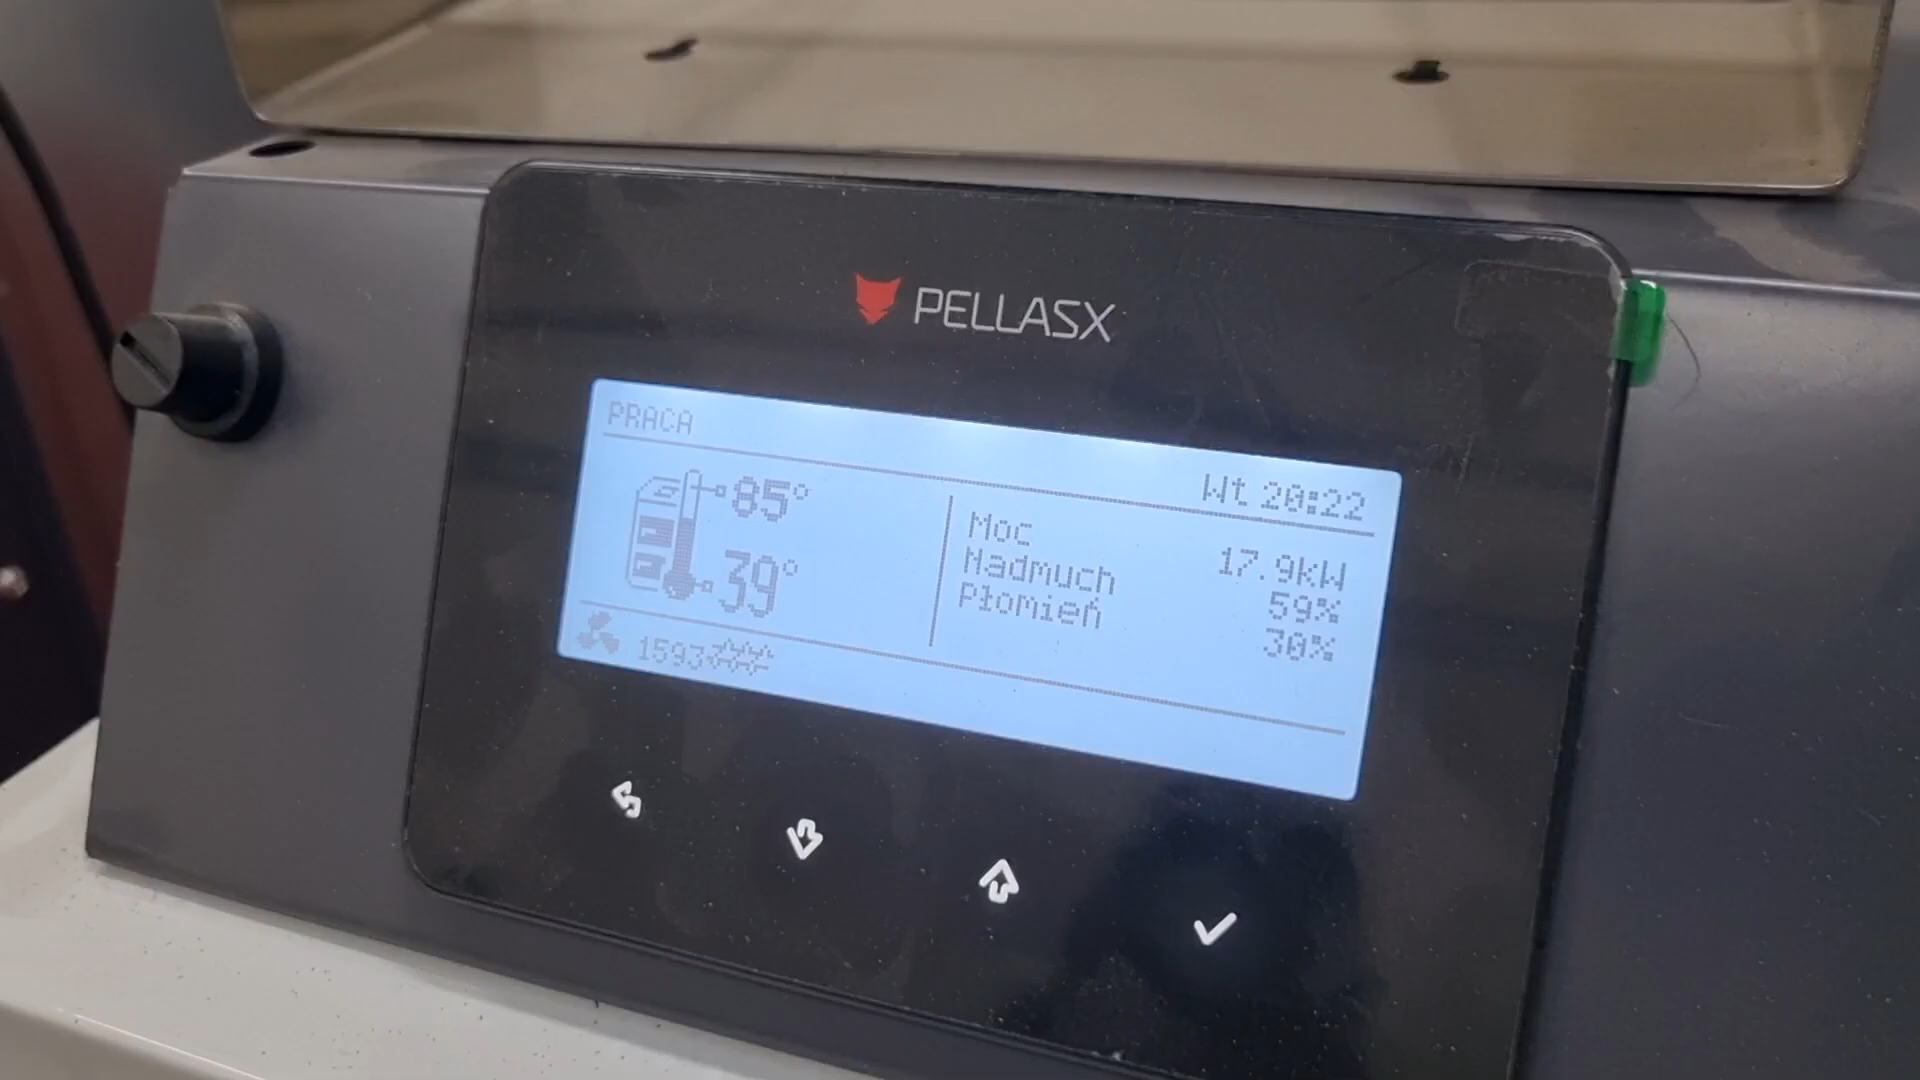 PELLASX
PRACA
Wt 20:22
85°
39°
Moc 17.9kW
Nadmuch 59%
Płomień 30%
1593